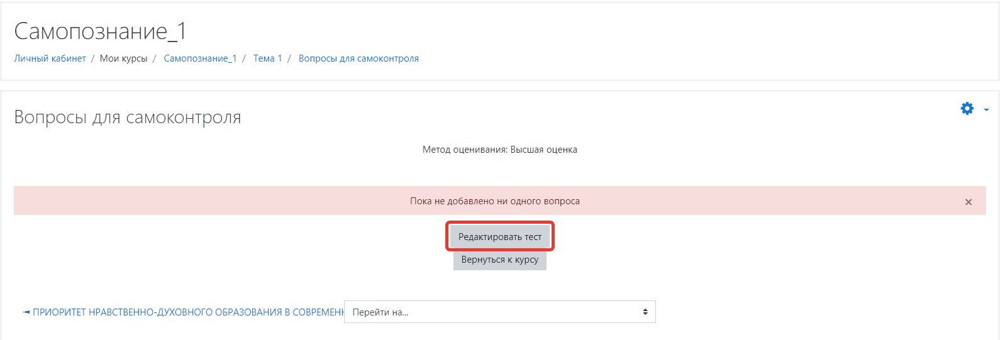 Самопознание_1
Личный кабинет / Мои курсы / Самопознание_1 / Тема 1 / Вопросы для самоконтроля
Вопросы для самоконтроля
Метод оценивания: Высшая оценка
Пока не добавлено ни одного вопроса ×
Редактировать тест
Вернуться к курсу
◄ ПРИОРИТЕТ НРАВСТВЕННО-ДУХОВНОГО ОБРАЗОВАНИЯ В СОВРЕМЕН Перейти на...